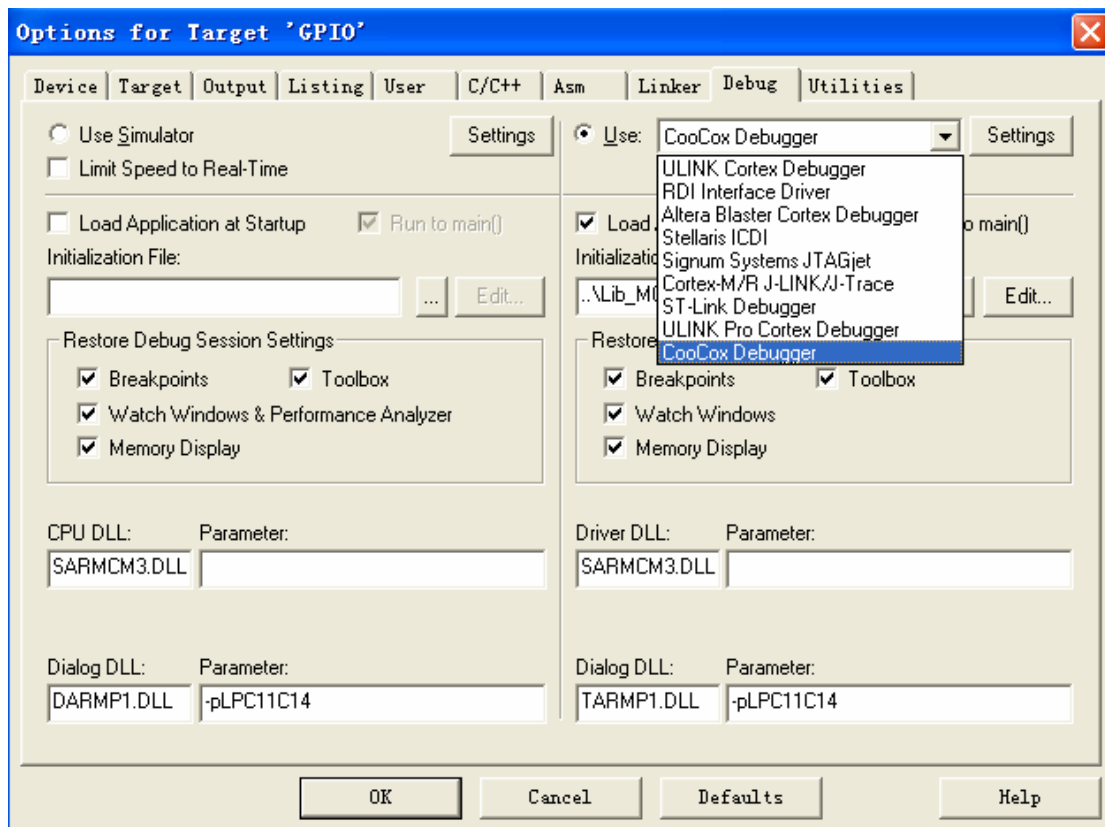 Options for Target 'GPIO'
Device Target Output Listing User C/C++ Asm Linker Debug Utilities
Use Simulator
Settings
Limit Speed to Real-Time
Load Application at Startup
Run to main()
Initialization File:
...
Edit...
Restore Debug Session Settings
Breakpoints
Toolbox
Watch Windows & Performance Analyzer
Memory Display
CPU DLL:
Parameter:
SARMCM3.DLL
Dialog DLL:
Parameter:
DARMP1.DLL
-pLPC11C14
Use:
CooCox Debugger
Settings
ULINK Cortex Debugger
RDI Interface Driver
Altera Blaster Cortex Debugger
Stellaris ICDI
Signum Systems JTAGjet
Cortex-M/R J-LINK/J-Trace
ST-Link Debugger
ULINK Pro Cortex Debugger
CooCox Debugger
Load
o main()
Initializatio
..\Lib_M
Edit...
Restore
Breakpoints
Toolbox
Watch Windows
Memory Display
Driver DLL:
Parameter:
SARMCM3.DLL
Dialog DLL:
Parameter:
TARMP1.DLL
-pLPC11C14
OK
Cancel
Defaults
Help